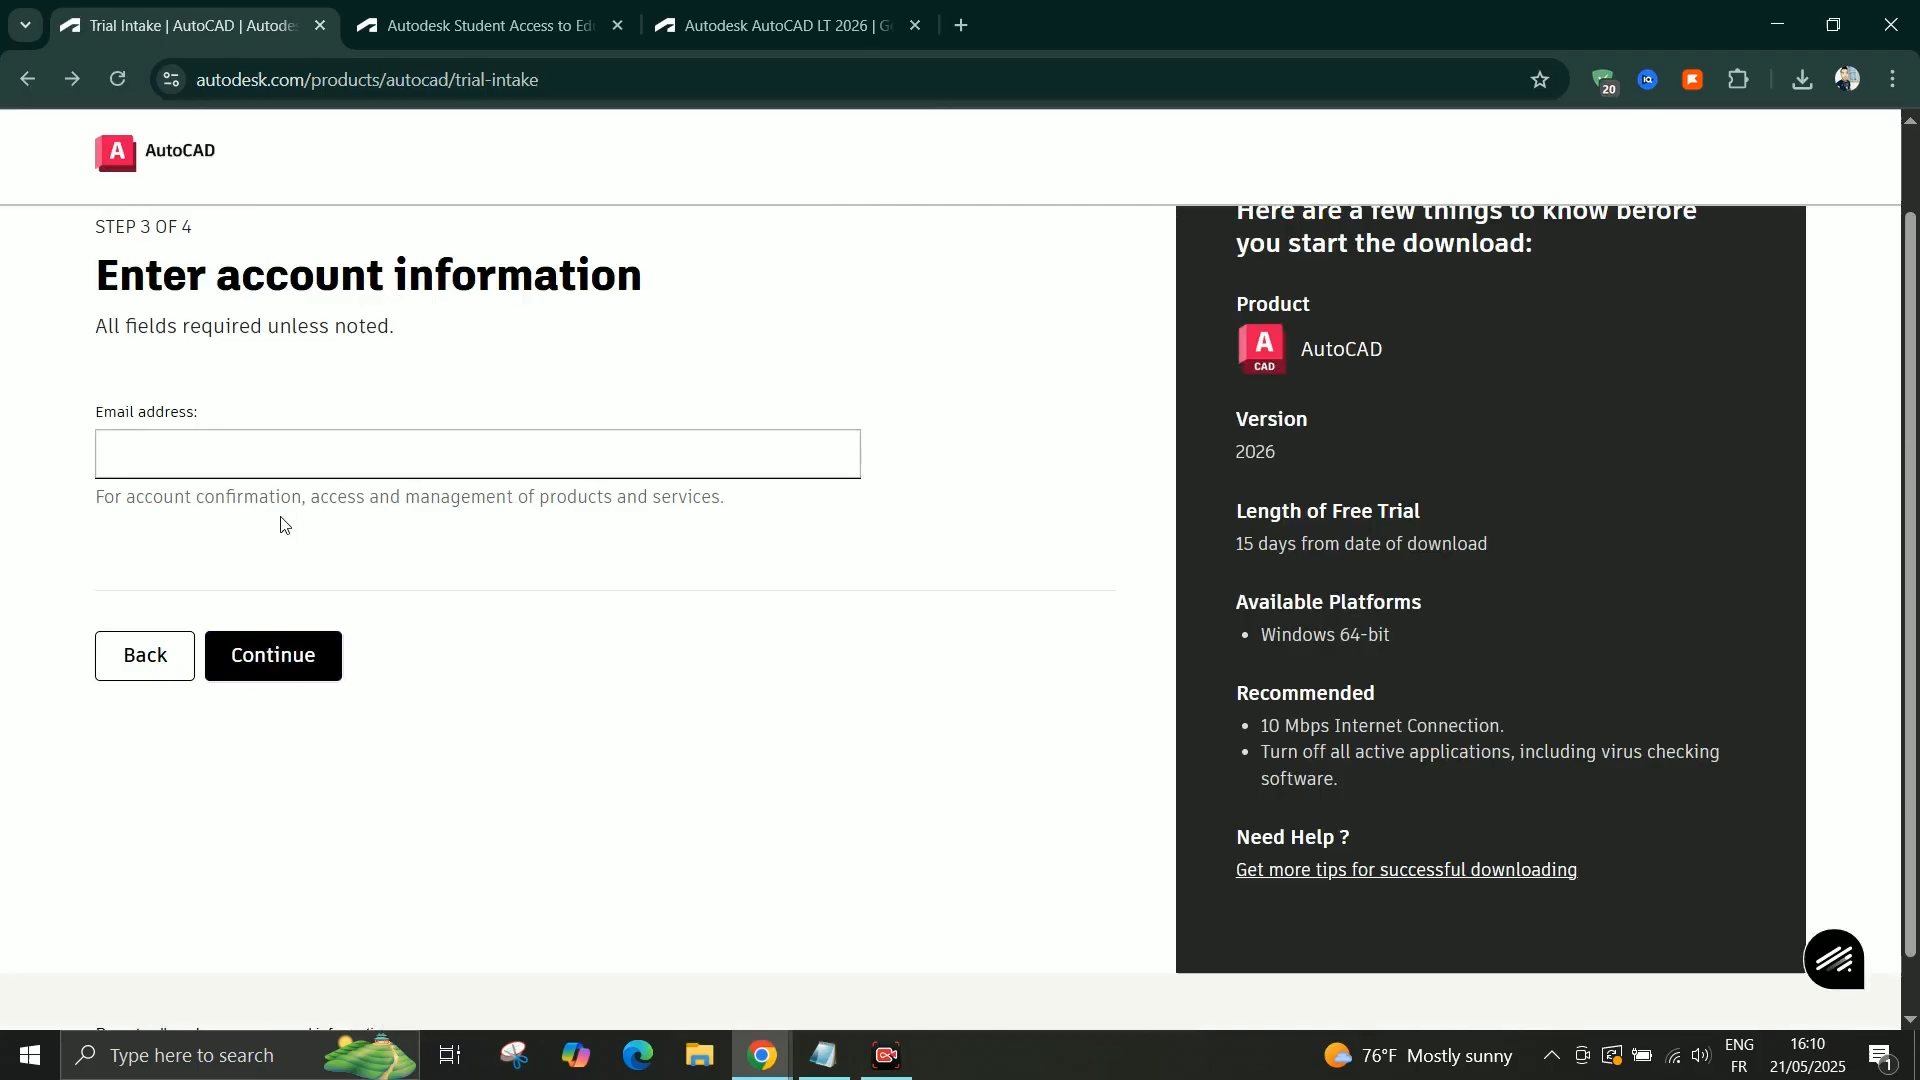 Trial Intake | AutoCAD | Autode
Autodesk Student Access to Ed
Autodesk AutoCAD LT 2026 | G
autodesk.com/products/autocad/trial-intake
20
IQ
A AutoCAD
STEP 3 OF 4
Enter account information
All fields required unless noted.
Email address:
For account confirmation, access and management of products and services.
Back
Continue
Here are a few things to know before
you start the download:
Product
A
CAD
AutoCAD
Version
2026
Length of Free Trial
15 days from date of download
Available Platforms
• Windows 64-bit
Recommended
• 10 Mbps Internet Connection.
• Turn off all active applications, including virus checking
software.
Need Help ?
Get more tips for successful downloading
Type here to search
76°F Mostly sunny
ENG
FR
16:10
21/05/2025
1